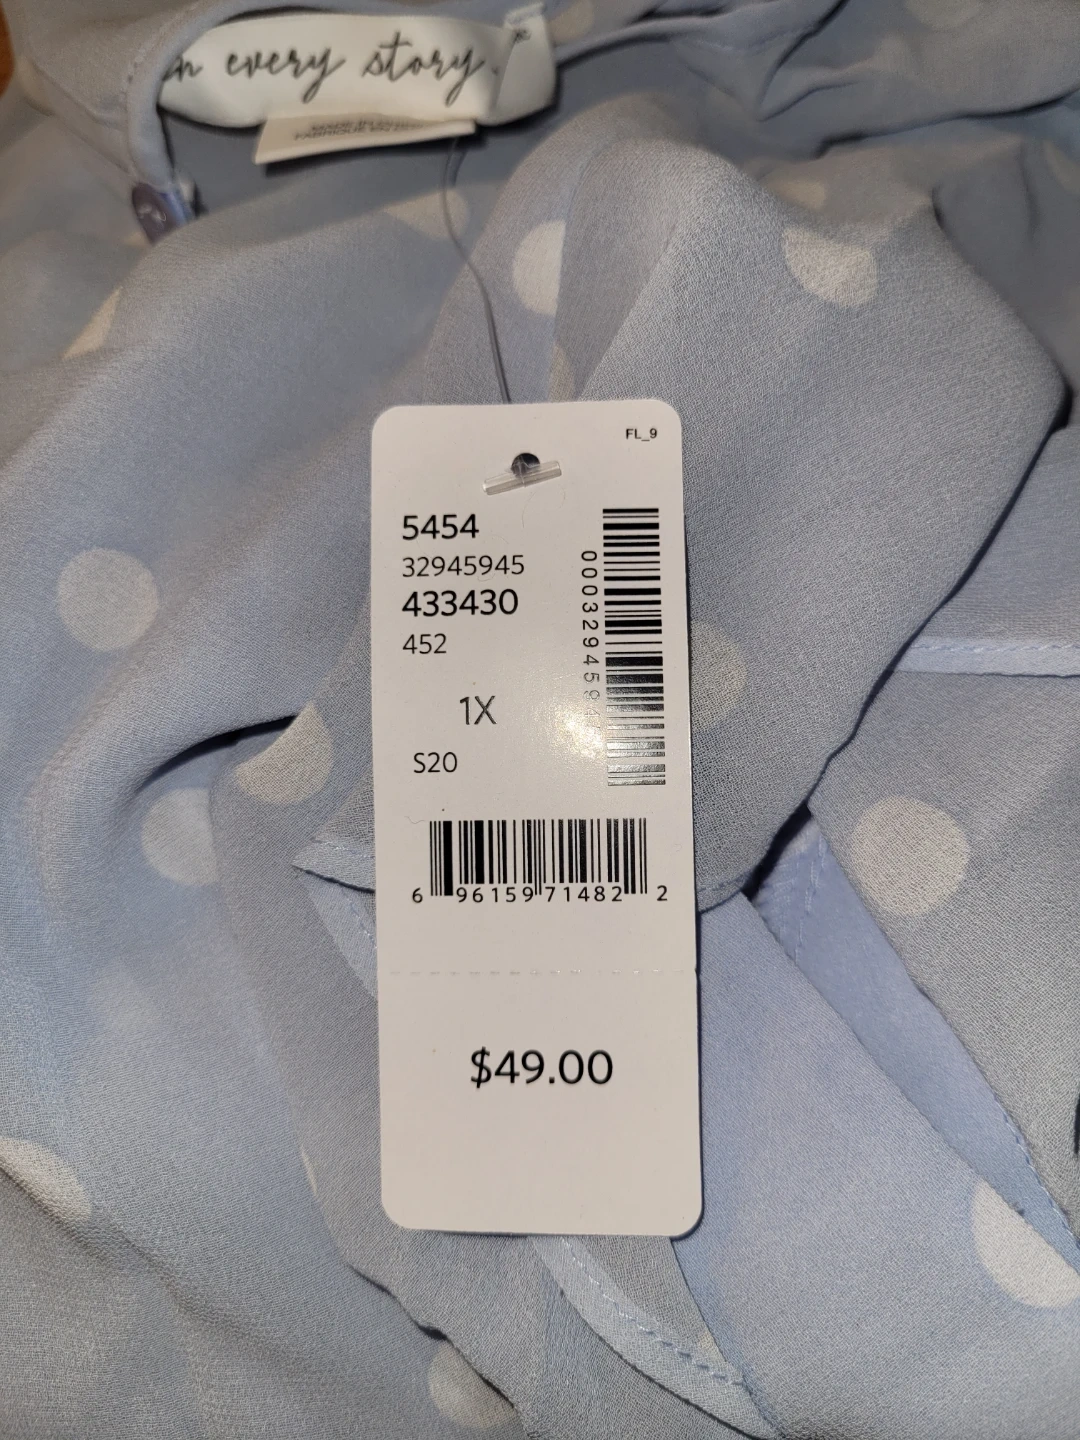 n every story.
FL_9
5454
32945945
433430
452
1X
S20
6 96159 71482 2
$49.00